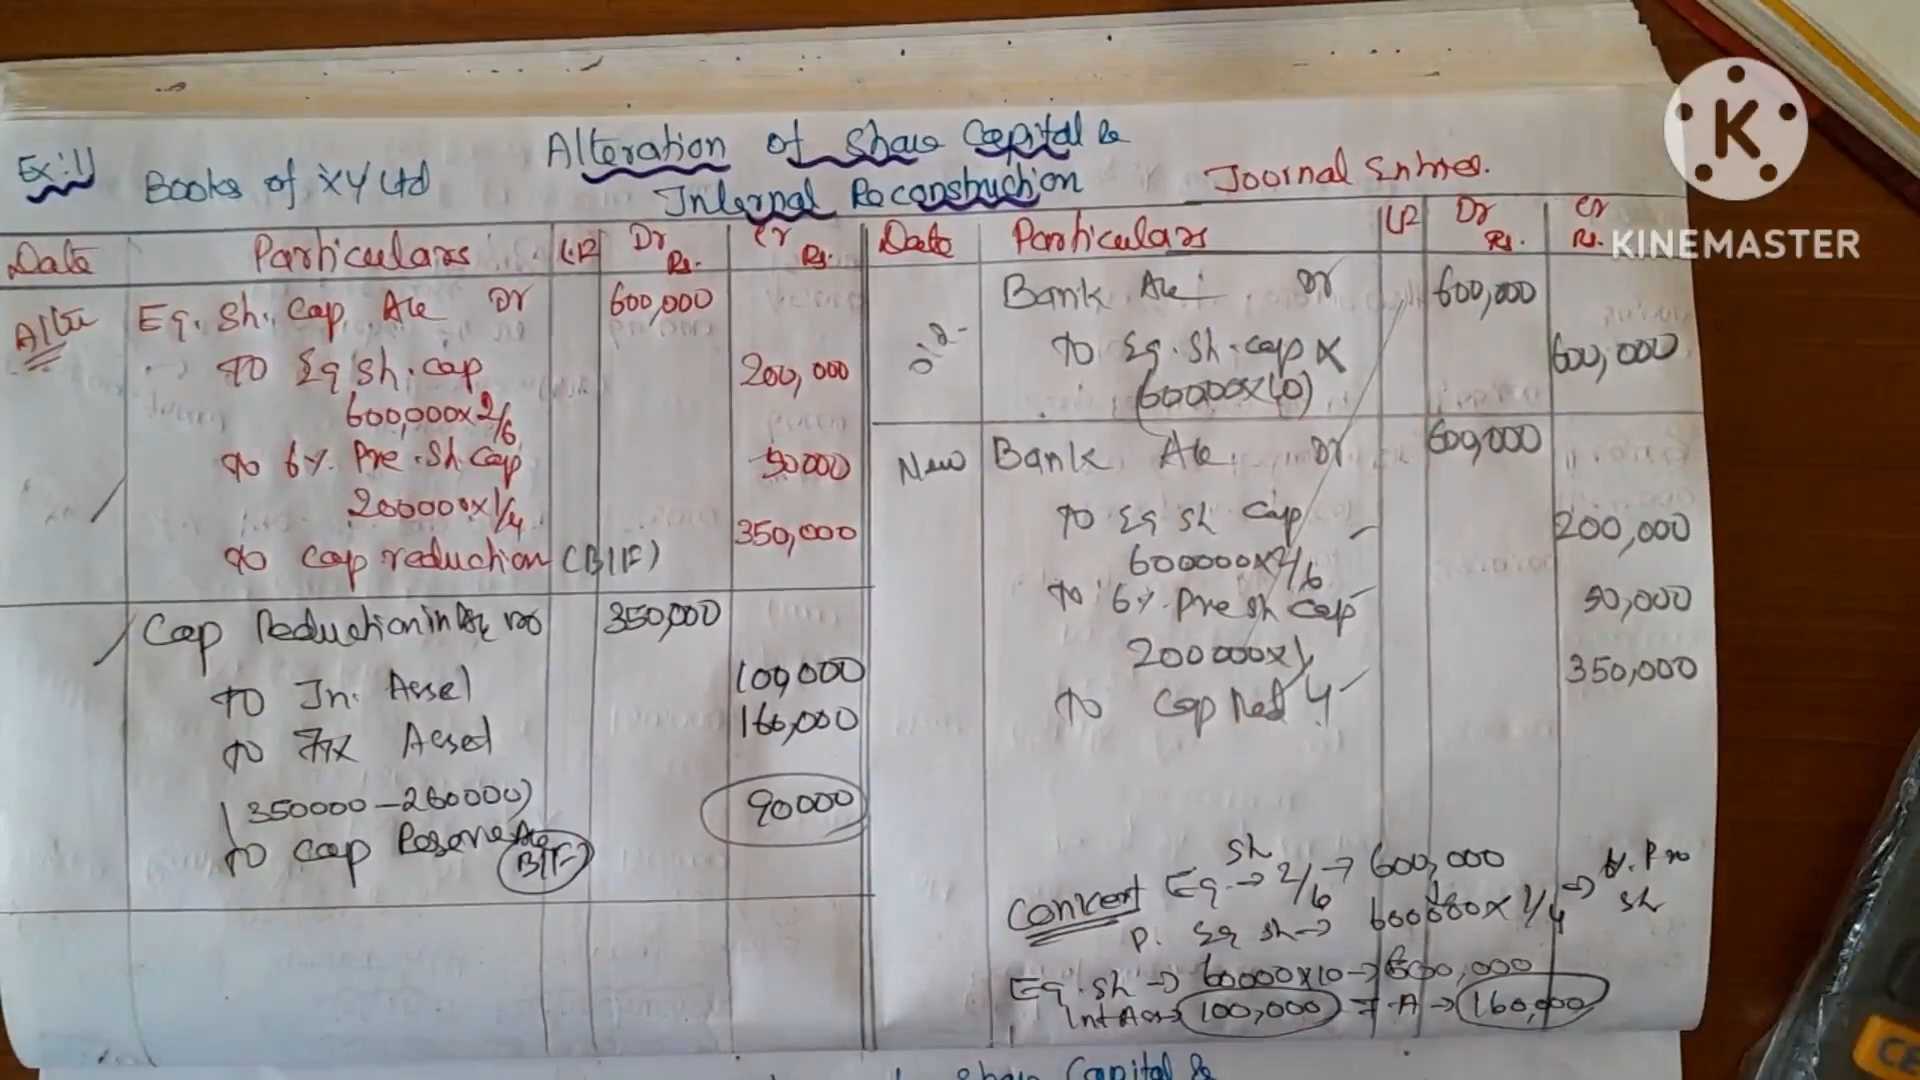 Ex:11
Books of XY Ltd
Alteration of Share Capital &
Internal Reconstruction
Journal Entries.
K
KINEMASTER
Date Particulars L.R Dr Rs. Cr Rs.
Eq. Sh. Cap. A/c Dr 600,000
To Eq Sh. cap 200,000
600,000x2/6
To 6%. Pre. Sh. Cap 50000
200000x1/4
To cap reduction (B/F) 350,000
Cap Reduction in A/c 350,000
To In. Asset 100,000
To Fix Asset 160,000
(350000-260000)
To Cap Reserve A/c 90000
B/F
Date Particulars LR Dr Rs. Cr Rs.
Bank A/c Dr 600,000
Old - To Eq. Sh. cap x 600,000
(60000x10)
New Bank A/c Dr 600,000
To Eq Sh Cap 200,000
600000x2/6
To 6%. Pre Sh Cap 50,000
200000x1/4
To Cap Red 350,000
Convert Eq. Sh → 2/6 → 600,000
P. Eq Sh → 600000x1/4 →
Sh
Eq. Sh → 60000x10 → 600,000
Int Ass → 100,000 F-A → 160,000
Share Capital &